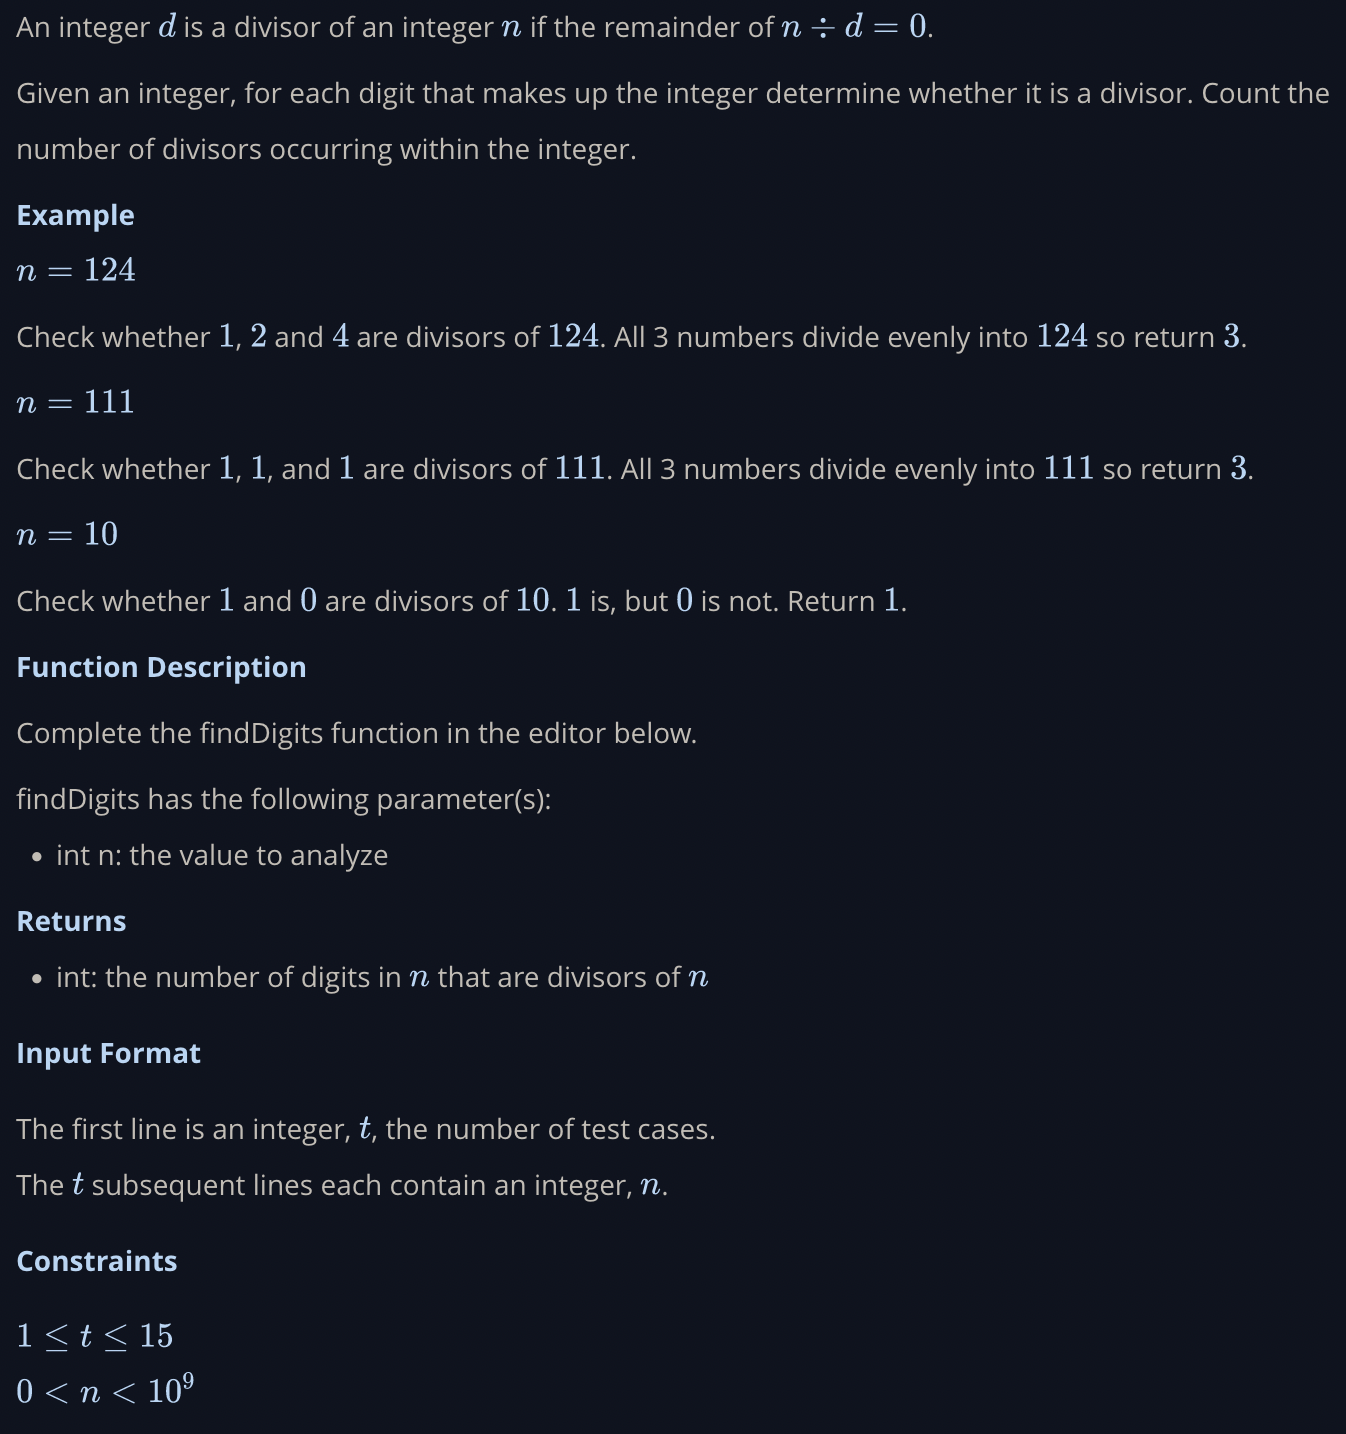 An integer d is a divisor of an integer n if the remainder of n ÷ d = 0.
Given an integer, for each digit that makes up the integer determine whether it is a divisor. Count the
number of divisors occurring within the integer.
Example
n = 124
Check whether 1, 2 and 4 are divisors of 124. All 3 numbers divide evenly into 124 so return 3.
n = 111
Check whether 1, 1, and 1 are divisors of 111. All 3 numbers divide evenly into 111 so return 3.
n = 10
Check whether 1 and 0 are divisors of 10. 1 is, but 0 is not. Return 1.
Function Description
Complete the findDigits function in the editor below.
findDigits has the following parameter(s):
• int n: the value to analyze
Returns
• int: the number of digits in n that are divisors of n
Input Format
The first line is an integer, t, the number of test cases.
The t subsequent lines each contain an integer, n.
Constraints
1 ≤ t ≤ 15
0 < n < 10⁹